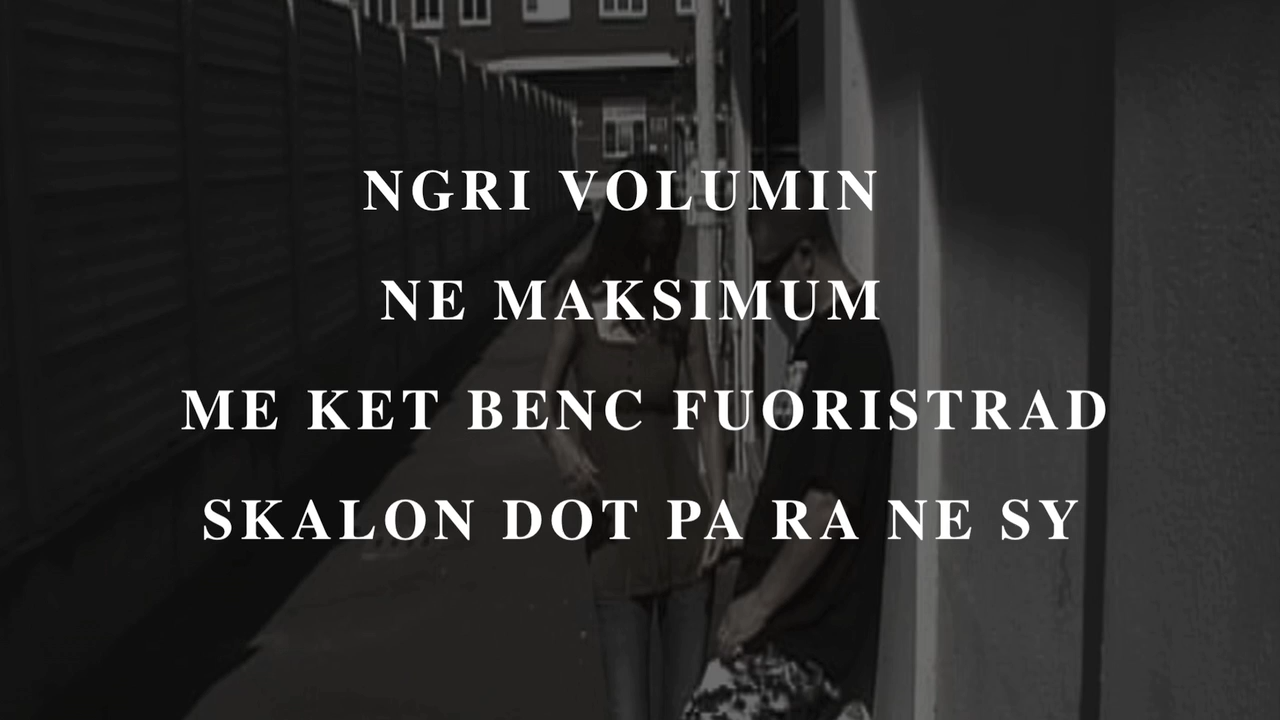 NGRI VOLUMIN
NE MAKSIMUM
ME KET BENC FUORISTRAD
SKALON DOT PA RA NE SY